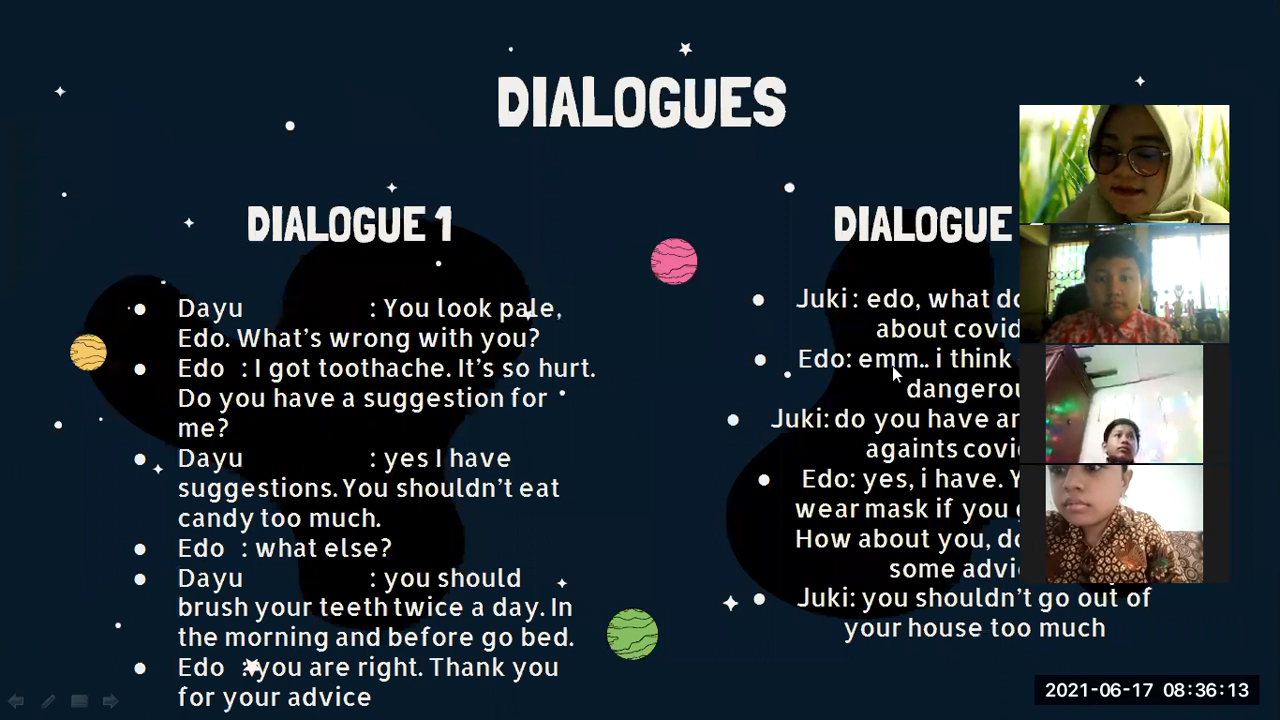 DIALOGUES
DIALOGUE 1
Dayu : You look pale,
Edo. What's wrong with you?
Edo : I got toothache. It's so hurt.
Do you have a suggestion for
me?
Dayu : yes I have
suggestions. You shouldn't eat
candy too much.
Edo : what else?
Dayu : you should
brush your teeth twice a day. In
the morning and before go bed.
Edo : you are right. Thank you
for your advice
DIALOGUE
Juki : edo, what do
about covid
Edo: emm.. i think
dangerou
Juki: do you have an
againts covi
Edo: yes, i have. Y
wear mask if you g
How about you, do
some advi
Juki: you shouldn't go out of
your house too much
2021-06-17 08:36:13